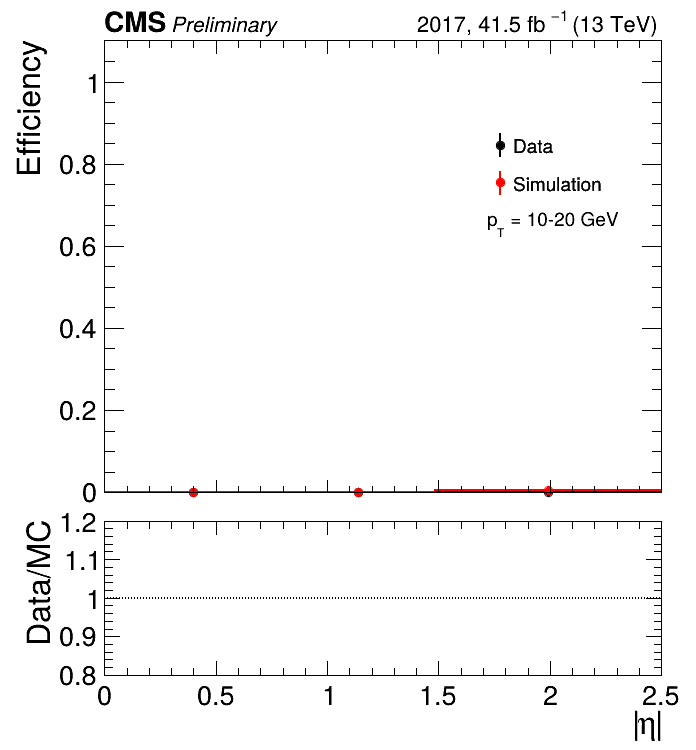 CMS Preliminary 2017, 41.5 fb⁻¹ (13 TeV)
Efficiency
1
0.8
0.6
0.4
0.2
0
Data
Simulation
p_T = 10-20 GeV
Data/MC
1.2
1.1
1
0.9
0.8
0 0.5 1 1.5 2 2.5
|η|